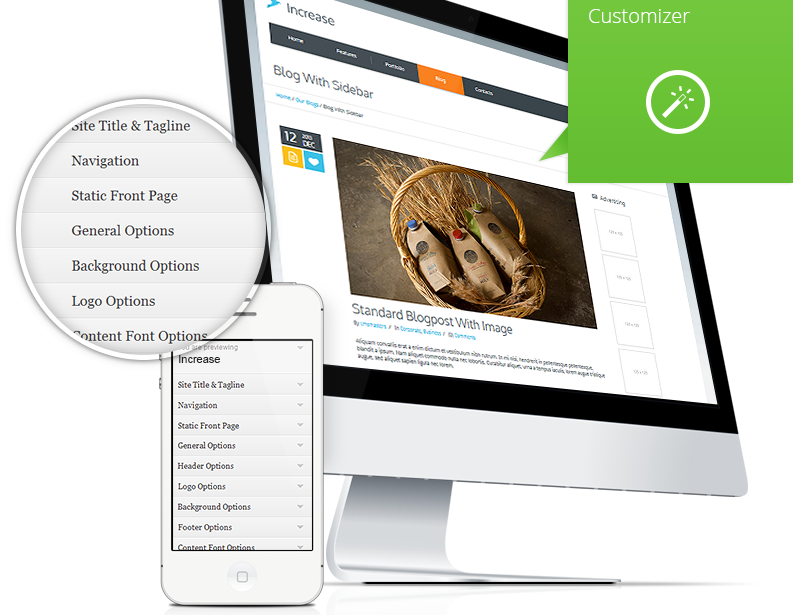 Customizer
Increase
Home
Features
Portfolio
Blog
Contacts
Blog With Sidebar
Home / Our Blogs / Blog With Sidebar
12
2013
DEC
Advertising
125 x 125
125 x 125
125 x 125
125 x 125
Standard Blogpost With Image
By cmsmasters // In Corporate, Business // Comments
Aliquam convallis erat a enim dictum et vestibulum nibh rutrum. In mi nisl, hendrerit in pellentesque pellentesque,
blandit a ipsum. Nam aliquet commodo nulla nec lobortis. Curabitur aliquet, urna a tempus iaculis, lorem augue tristique
augue, sed aliquet sapien ligula nec lorem.
Site Title & Tagline
Navigation
Static Front Page
General Options
Background Options
Logo Options
Content Font Options
You are previewing
Increase
Site Title & Tagline
Navigation
Static Front Page
General Options
Header Options
Logo Options
Background Options
Footer Options
Content Font Options